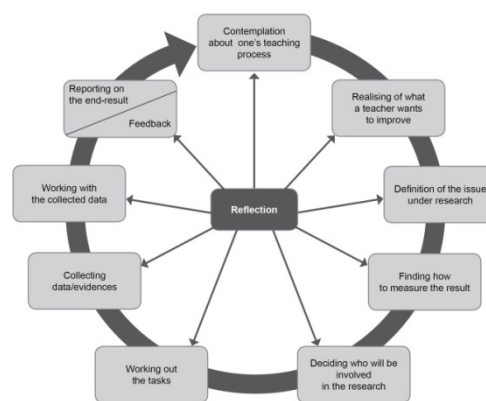 Contemplation
about one's teaching
process
Realising of what
a teacher wants
to improve
Definition of the issue
under research
Finding how
to measure the result
Deciding who will be
involved
in the research
Working out
the tasks
Collecting
data/evidences
Working with
the collected data
Reporting on
the end-result
Feedback
Reflection